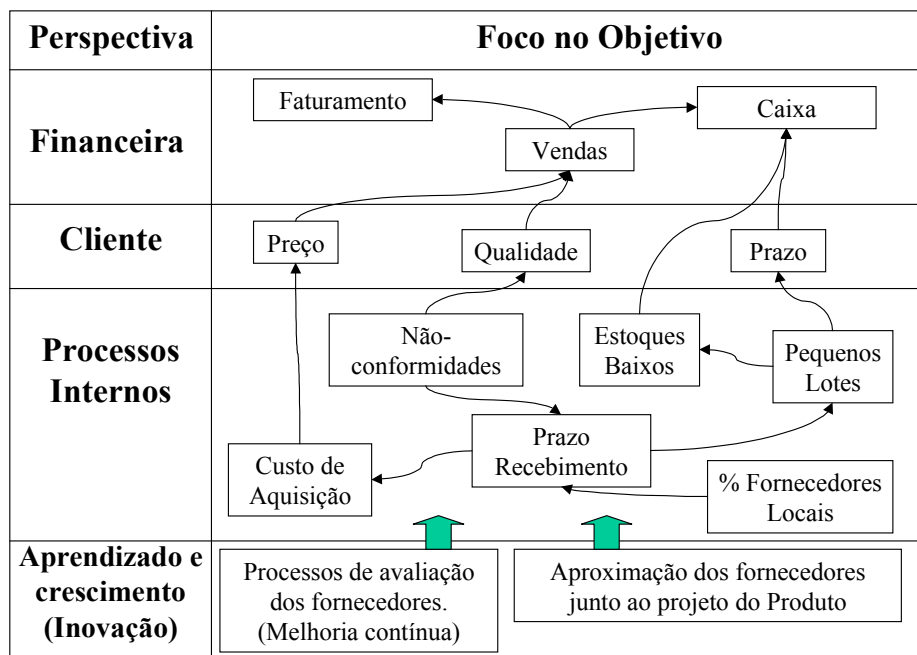 Perspectiva
Foco no Objetivo
Financeira
Faturamento
Caixa
Vendas
Cliente
Preço
Qualidade
Prazo
Processos
Internos
Não-
conformidades
Estoques
Baixos
Pequenos
Lotes
Prazo
Recebimento
Custo de
Aquisição
% Fornecedores
Locais
Aprendizado e
crescimento
(Inovação)
Processos de avaliação
dos fornecedores.
(Melhoria contínua)
Aproximação dos fornecedores
junto ao projeto do Produto